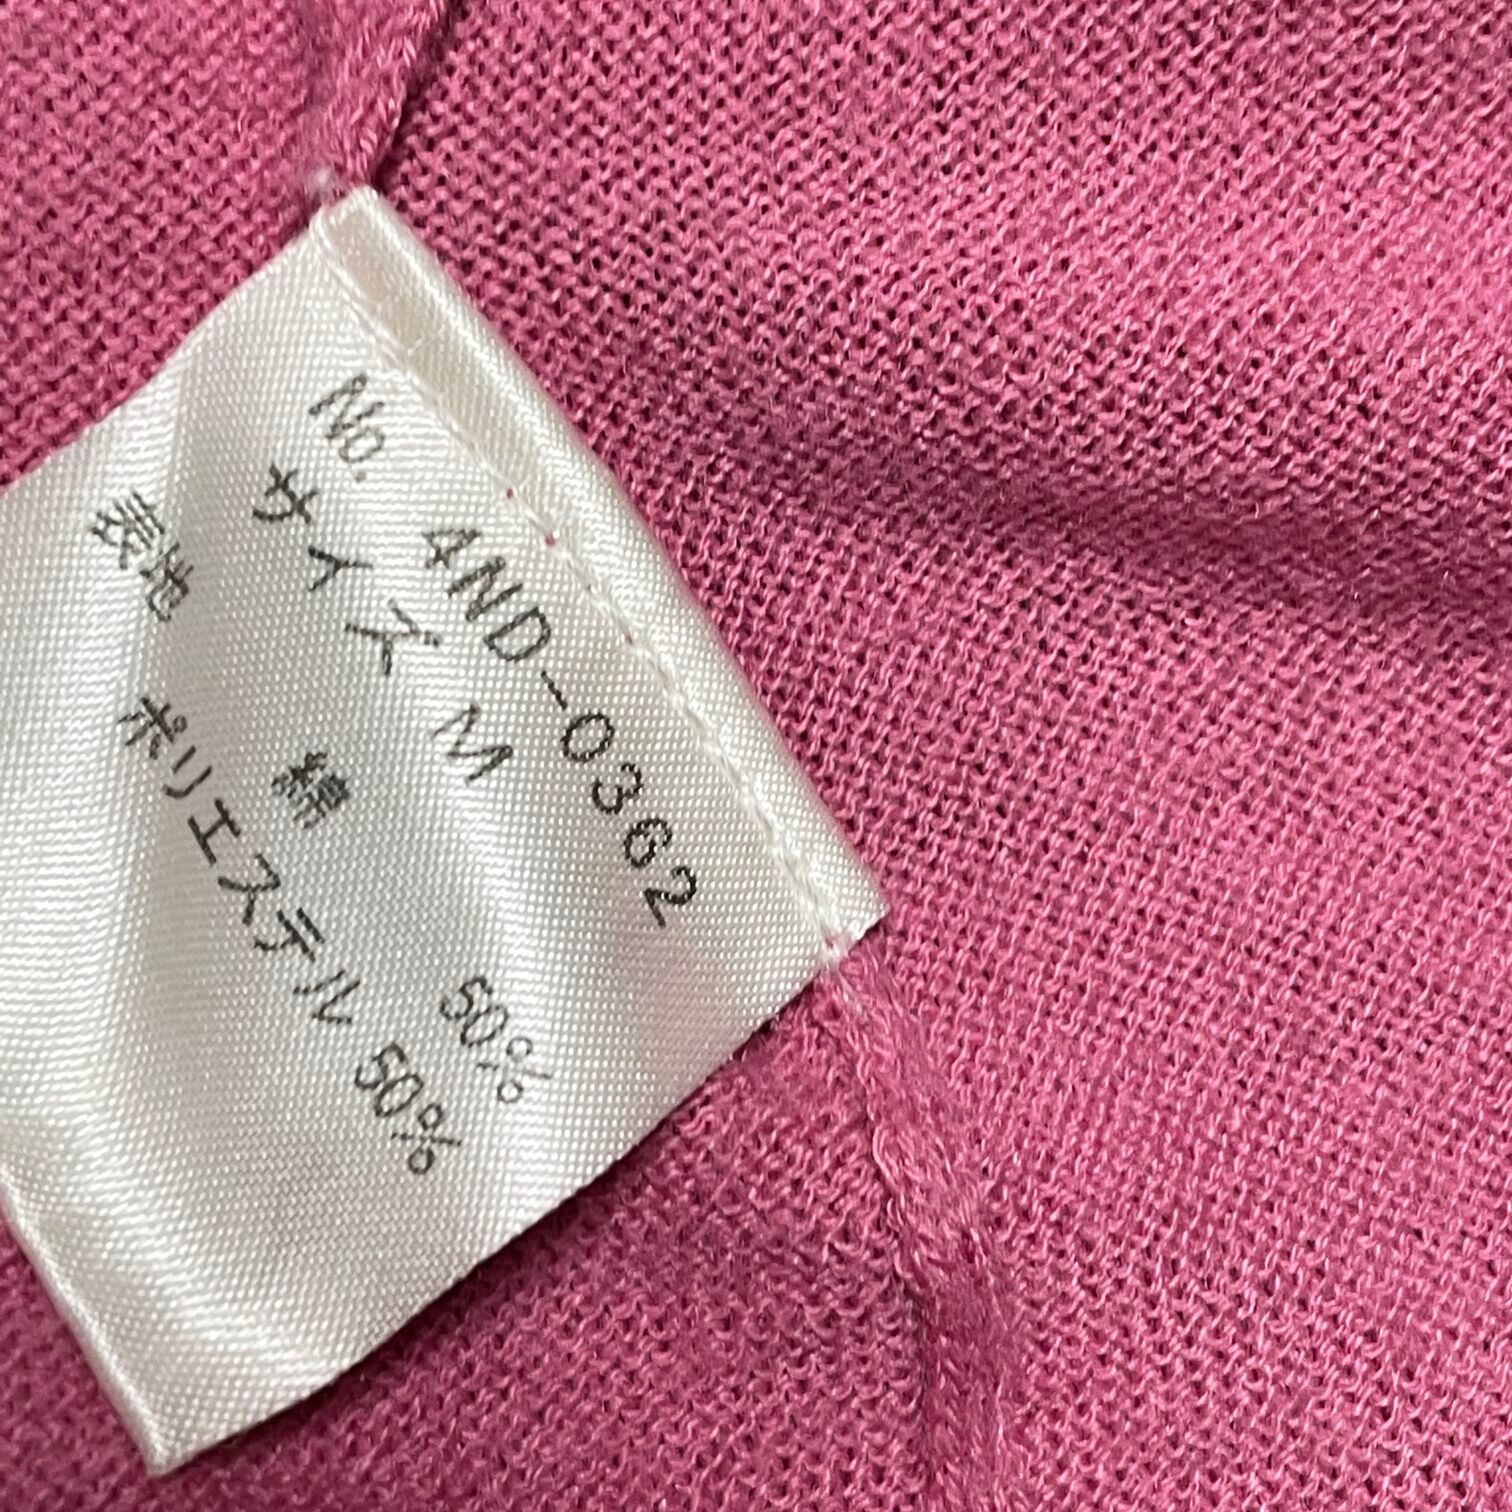 No. 4ND-0362
サイズ M
表地 綿 50%
ポリエステル 50%